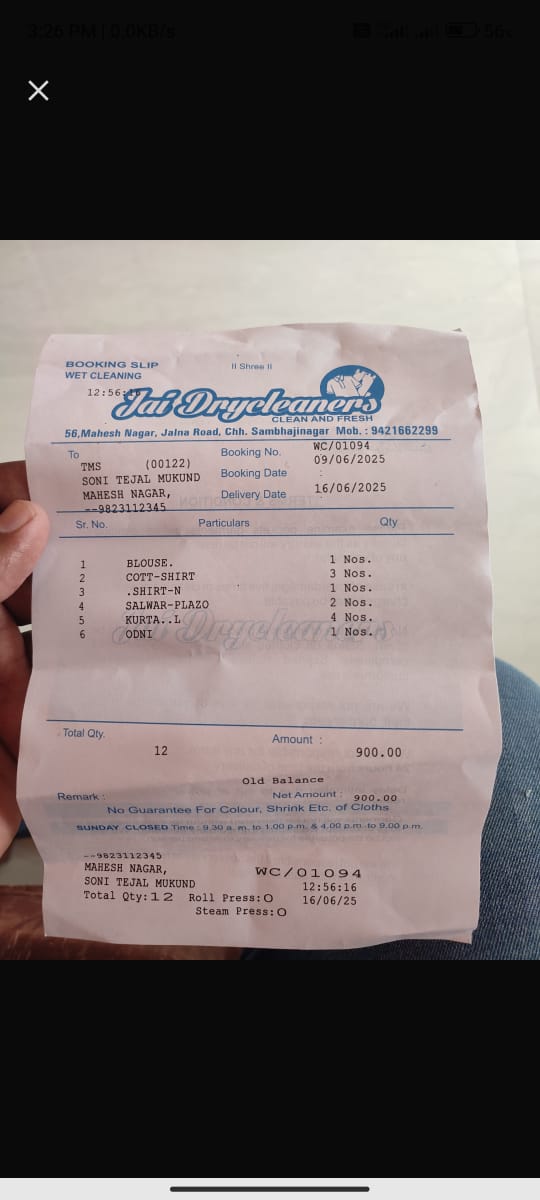 3:26 PM | 0.0KB/s
56
BOOKING SLIP
WET CLEANING
II Shree II
12:56:16
Jai Drycleaners
CLEAN AND FRESH
56,Mahesh Nagar, Jalna Road, Chh. Sambhajinagar Mob. : 9421662299
To
TMS (00122)
SONI TEJAL MUKUND
MAHESH NAGAR,
--9823112345
Booking No. WC/01094
Booking Date 09/06/2025
:
Delivery Date 16/06/2025
Sr. No. Particulars Qty
1 BLOUSE. 1 Nos.
2 COTT-SHIRT 3 Nos.
3 .SHIRT-N 1 Nos.
4 SALWAR-PLAZO 2 Nos.
5 KURTA..L 4 Nos.
6 ODNI 1 Nos.
Jai Drycleaners
Total Qty. 12 Amount : 900.00
Old Balance
Remark : Net Amount : 900.00
No Guarantee For Colour, Shrink Etc. of Cloths
SUNDAY CLOSED Time : 9.30 a. m. to 1.00 p.m. & 4.00 p.m. to 9.00 p.m.
--9823112345
MAHESH NAGAR, WC/01094
SONI TEJAL MUKUND 12:56:16
Total Qty:12 Roll Press:0 16/06/25
Steam Press:0